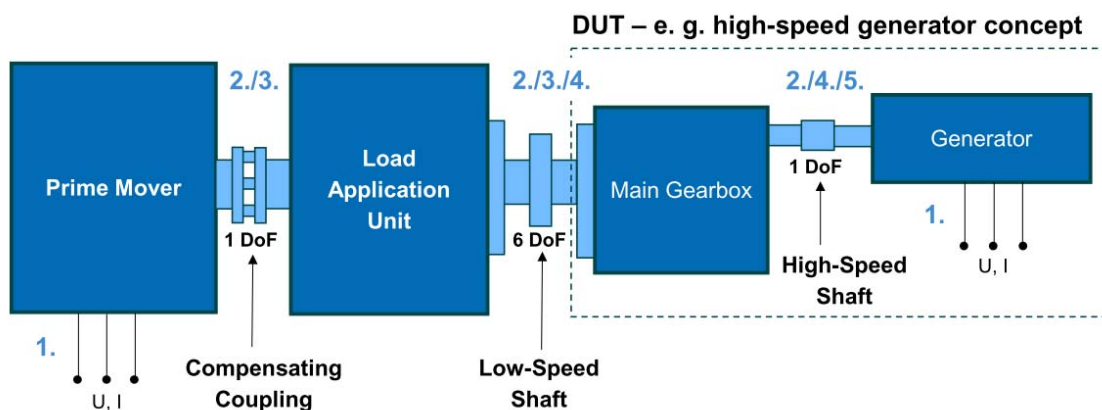 DUT – e. g. high-speed generator concept
2./3.
2./3./4.
2./4./5.
Prime Mover
Load
Application
Unit
Main Gearbox
Generator
1 DoF
6 DoF
1 DoF
1.
U, I
High-Speed
Shaft
1.
U, I
Compensating
Coupling
Low-Speed
Shaft